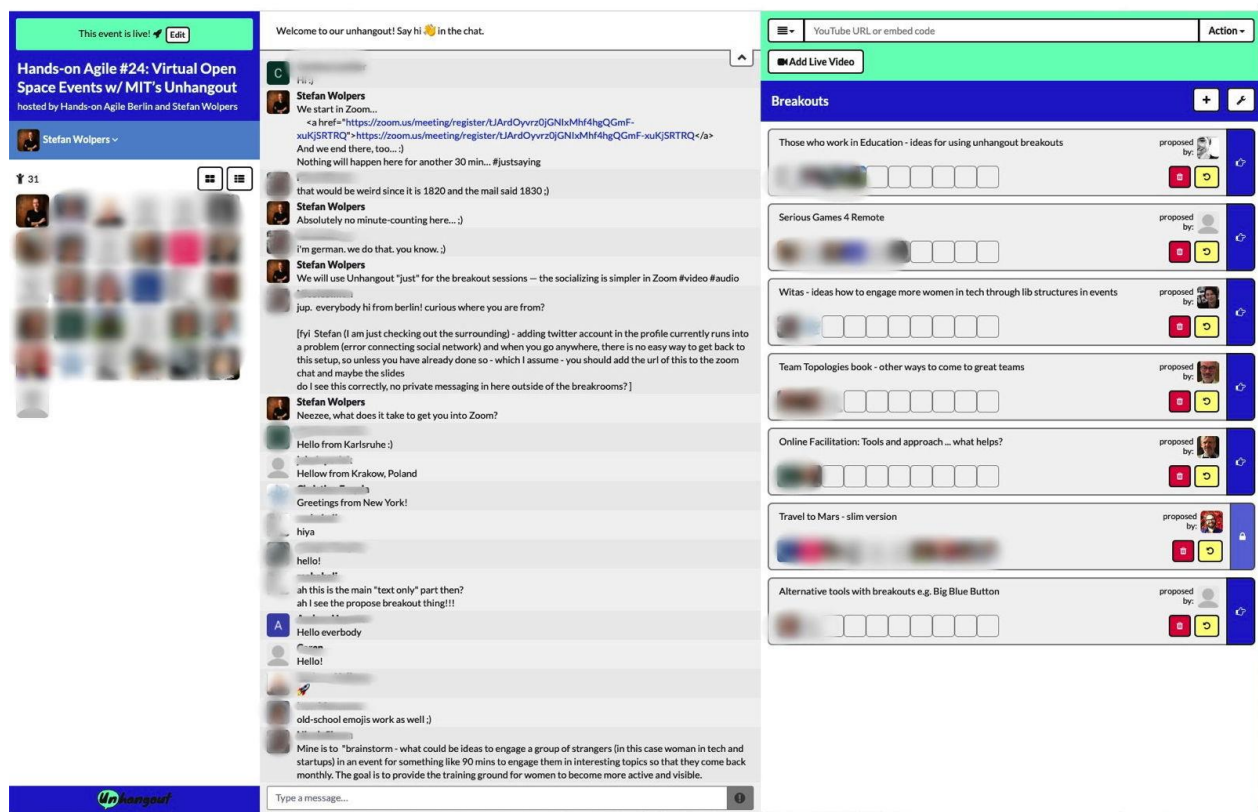 This event is live! Edit
Hands-on Agile #24: Virtual Open
Space Events w/ MIT's Unhangout
hosted by Hands-on Agile Berlin and Stefan Wolpers
Stefan Wolpers
31
Unhangout
Welcome to our unhangout! Say hi 👋 in the chat.
C
Hi :)
Stefan Wolpers
We start in Zoom...
<a href="https://zoom.us/meeting/register/tJArdOyvrz0jGNIxMhf4hgQGmF-
xuKjSRTRQ">https://zoom.us/meeting/register/tJArdOyvrz0jGNIxMhf4hgQGmF-xuKjSRTRQ</a>
And we end there, too... :)
Nothing will happen here for another 30 min... #justsaying
that would be weird since it is 1820 and the mail said 1830 ;)
Stefan Wolpers
Absolutely no minute-counting here... ;)
i'm german. we do that. you know. ;)
Stefan Wolpers
We will use Unhangout "just" for the breakout sessions — the socializing is simpler in Zoom #video #audio
jup. everybody hi from berlin! curious where you are from?
[fyi Stefan (I am just checking out the surrounding) - adding twitter account in the profile currently runs into
a problem (error connecting social network) and when you go anywhere, there is no easy way to get back to
this setup, so unless you have already done so - which I assume - you should add the url of this to the zoom
chat and maybe the slides
do I see this correctly, no private messaging in here outside of the breakrooms? ]
Stefan Wolpers
Neezee, what does it take to get you into Zoom?
Hello from Karlsruhe :)
Hellow from Krakow, Poland
Greetings from New York!
hiya
hello!
ah this is the main "text only" part then?
ah I see the propose breakout thing!!!
A
Hello everbody
Hello!
🚀
old-school emojis work as well ;)
Mine is to "brainstorm - what could be ideas to engage a group of strangers (in this case woman in tech and
startups) in an event for something like 90 mins to engage them in interesting topics so that they come back
monthly. The goal is to provide the training ground for women to become more active and visible.
Type a message...
YouTube URL or embed code
Action
Add Live Video
Breakouts
Those who work in Education - ideas for using unhangout breakouts
proposed
by:
Serious Games 4 Remote
proposed
by:
Witas - ideas how to engage more women in tech through lib structures in events
proposed
by:
Team Topologies book - other ways to come to great teams
proposed
by:
Online Facilitation: Tools and approach ... what helps?
proposed
by:
Travel to Mars - slim version
proposed
by:
Alternative tools with breakouts e.g. Big Blue Button
proposed
by: